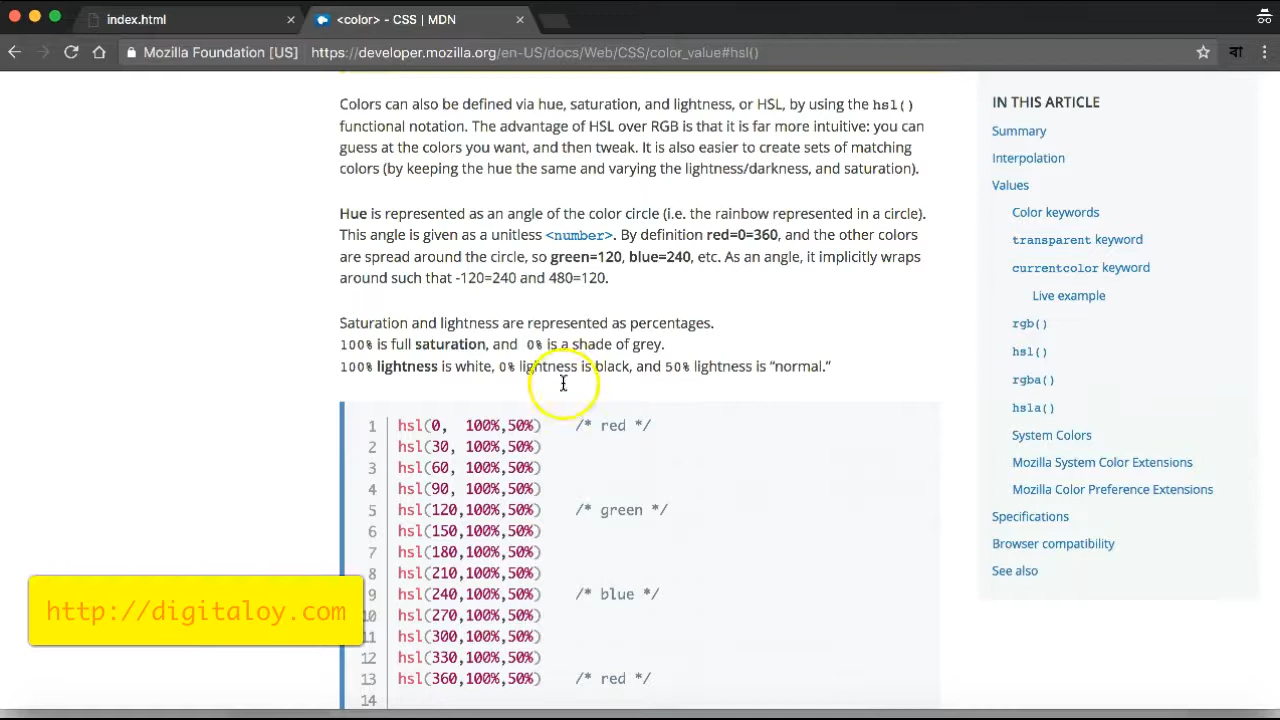 index.html
<color> - CSS | MDN
Mozilla Foundation [US]
https://developer.mozilla.org/en-US/docs/Web/CSS/color_value#hsl()
বা
Colors can also be defined via hue, saturation, and lightness, or HSL, by using the hsl()
functional notation. The advantage of HSL over RGB is that it is far more intuitive: you can
guess at the colors you want, and then tweak. It is also easier to create sets of matching
colors (by keeping the hue the same and varying the lightness/darkness, and saturation).
Hue is represented as an angle of the color circle (i.e. the rainbow represented in a circle).
This angle is given as a unitless <number>. By definition red=0=360, and the other colors
are spread around the circle, so green=120, blue=240, etc. As an angle, it implicitly wraps
around such that -120=240 and 480=120.
Saturation and lightness are represented as percentages.
100% is full saturation, and 0% is a shade of grey.
100% lightness is white, 0% lightness is black, and 50% lightness is “normal.”
1 hsl(0, 100%,50%) /* red */
2 hsl(30, 100%,50%)
3 hsl(60, 100%,50%)
4 hsl(90, 100%,50%)
5 hsl(120,100%,50%) /* green */
6 hsl(150,100%,50%)
7 hsl(180,100%,50%)
8 hsl(210,100%,50%)
9 hsl(240,100%,50%) /* blue */
10 hsl(270,100%,50%)
11 hsl(300,100%,50%)
12 hsl(330,100%,50%)
13 hsl(360,100%,50%) /* red */
14
http://digitaloy.com
IN THIS ARTICLE
Summary
Interpolation
Values
Color keywords
transparent keyword
currentcolor keyword
Live example
rgb()
hsl()
rgba()
hsla()
System Colors
Mozilla System Color Extensions
Mozilla Color Preference Extensions
Specifications
Browser compatibility
See also